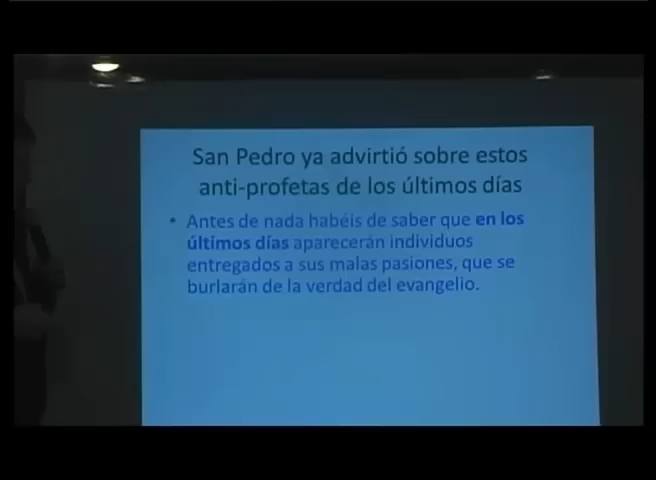 San Pedro ya advirtió sobre estos
anti-profetas de los últimos días
• Antes de nada habéis de saber que en los
últimos días aparecerán individuos
entregados a sus malas pasiones, que se
burlarán de la verdad del evangelio.